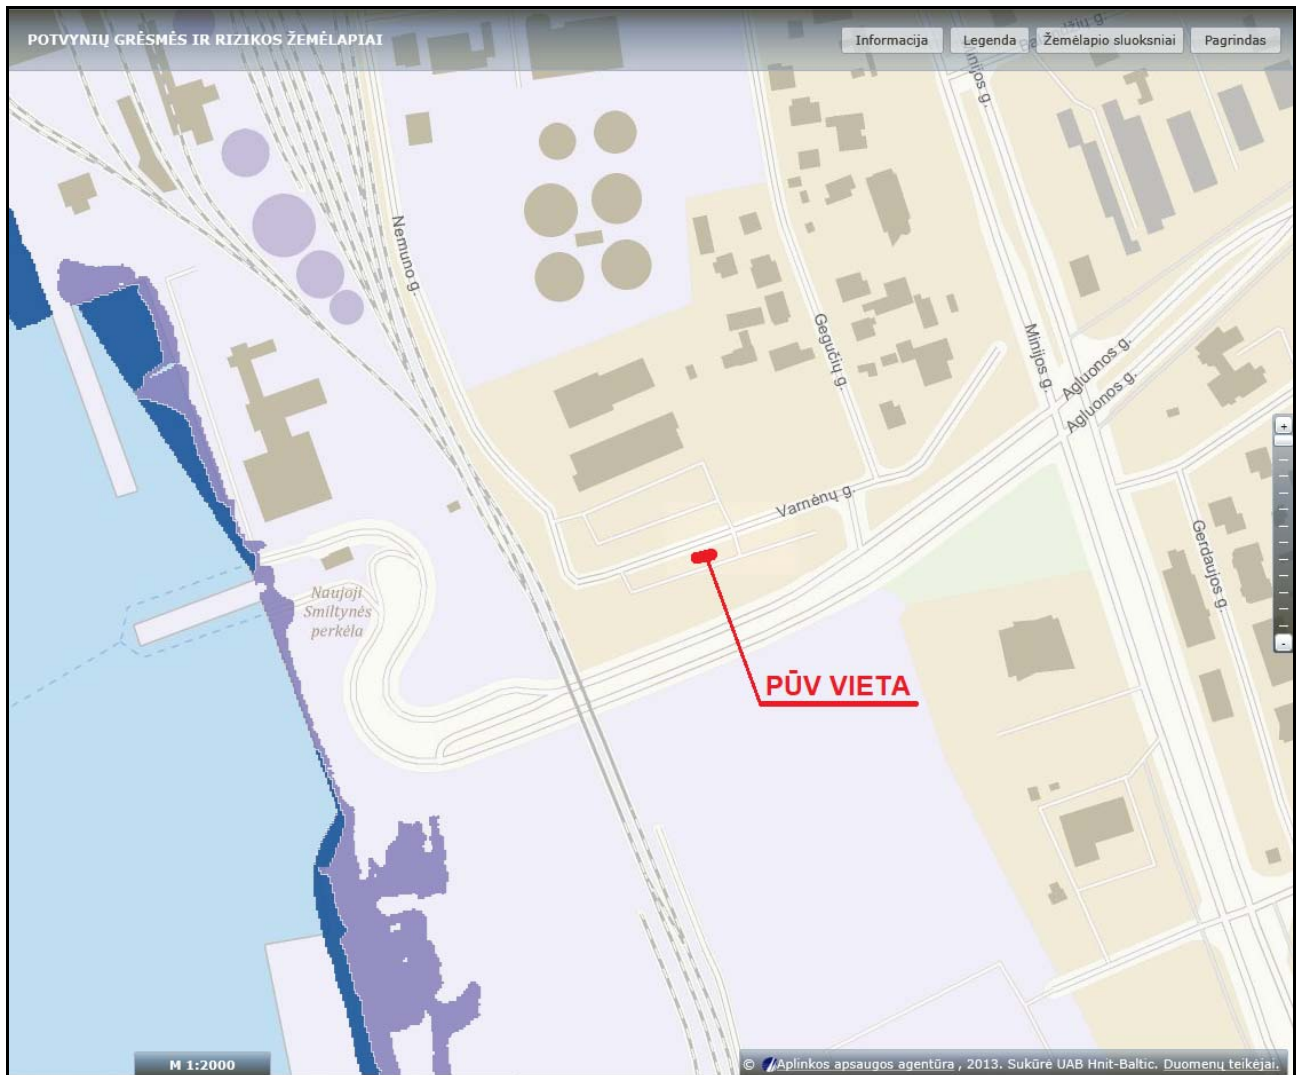 POTVYNIŲ GRĖSMĖS IR RIZIKOS ŽEMĖLAPIAI
Informacija
Legenda
Žemėlapio sluoksniai
Pagrindas
Minijos g.
Nemuno g.
Gegučių g.
Minijos g.
Agluonos g.
Agluonos g.
Varnėnų g.
Gerdaujos g.
Naujoji
Smiltynės
perkėla
PŪV VIETA
+
-
M 1:2000
© Aplinkos apsaugos agentūra , 2013. Sukūrė UAB Hnit-Baltic. Duomenų teikėjai.